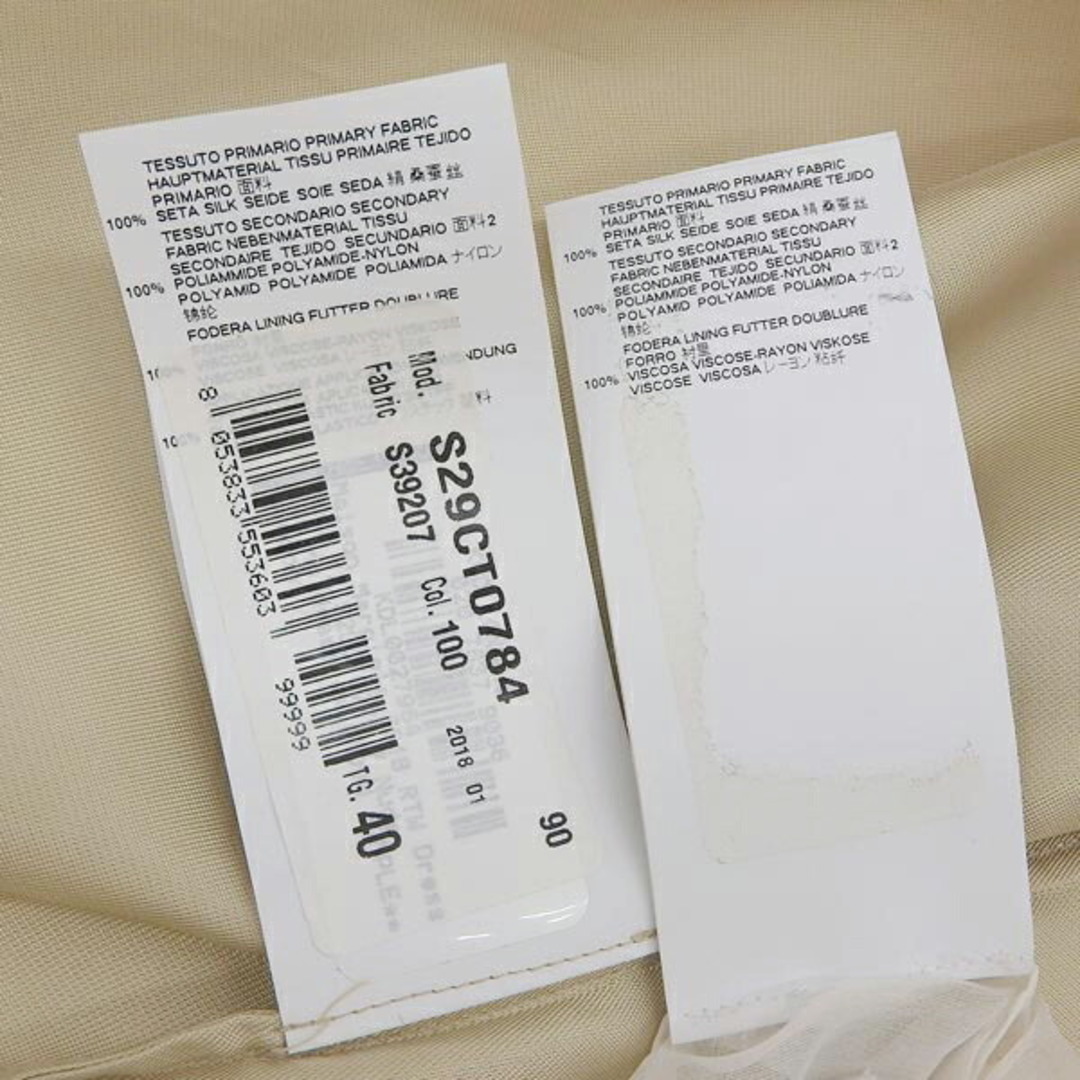 TESSUTO PRIMARIO PRIMARY FABRIC
HAUPTMATERIAL TISSU PRIMAIRE TEJIDO
PRIMARIO 面料
100% SETA SILK SEIDE SOIE SEDA 絹 桑蚕丝
TESSUTO SECONDARIO SECONDARY
FABRIC NEBENMATERIAL TISSU
SECONDAIRE TEJIDO SECUNDARIO 面料2
100% POLIAMMIDE POLYAMIDE-NYLON
POLYAMID POLYAMIDE POLIAMIDA ナイロン
锦纶
FODERA LINING FUTTER DOUBLURE
NDUNG
料
Mod. S29CT0784
Fabric S39207 Col. 100
2018 01
90
8 053833 553603
99999
TG. 40
RTW Dress
TESSUTO PRIMARIO PRIMARY FABRIC
HAUPTMATERIAL TISSU PRIMAIRE TEJIDO
PRIMARIO 面料
100% SETA SILK SEIDE SOIE SEDA 絹 桑蚕丝
TESSUTO SECONDARIO SECONDARY
FABRIC NEBENMATERIAL TISSU
SECONDAIRE TEJIDO SECUNDARIO 面料2
100% POLIAMMIDE POLYAMIDE-NYLON
POLYAMID POLYAMIDE POLIAMIDA ナイロン
锦纶
FODERA LINING FUTTER DOUBLURE
FORRO 衬里
100% VISCOSA VISCOSE-RAYON VISKOSE
VISCOSE VISCOSA レーヨン 粘纤